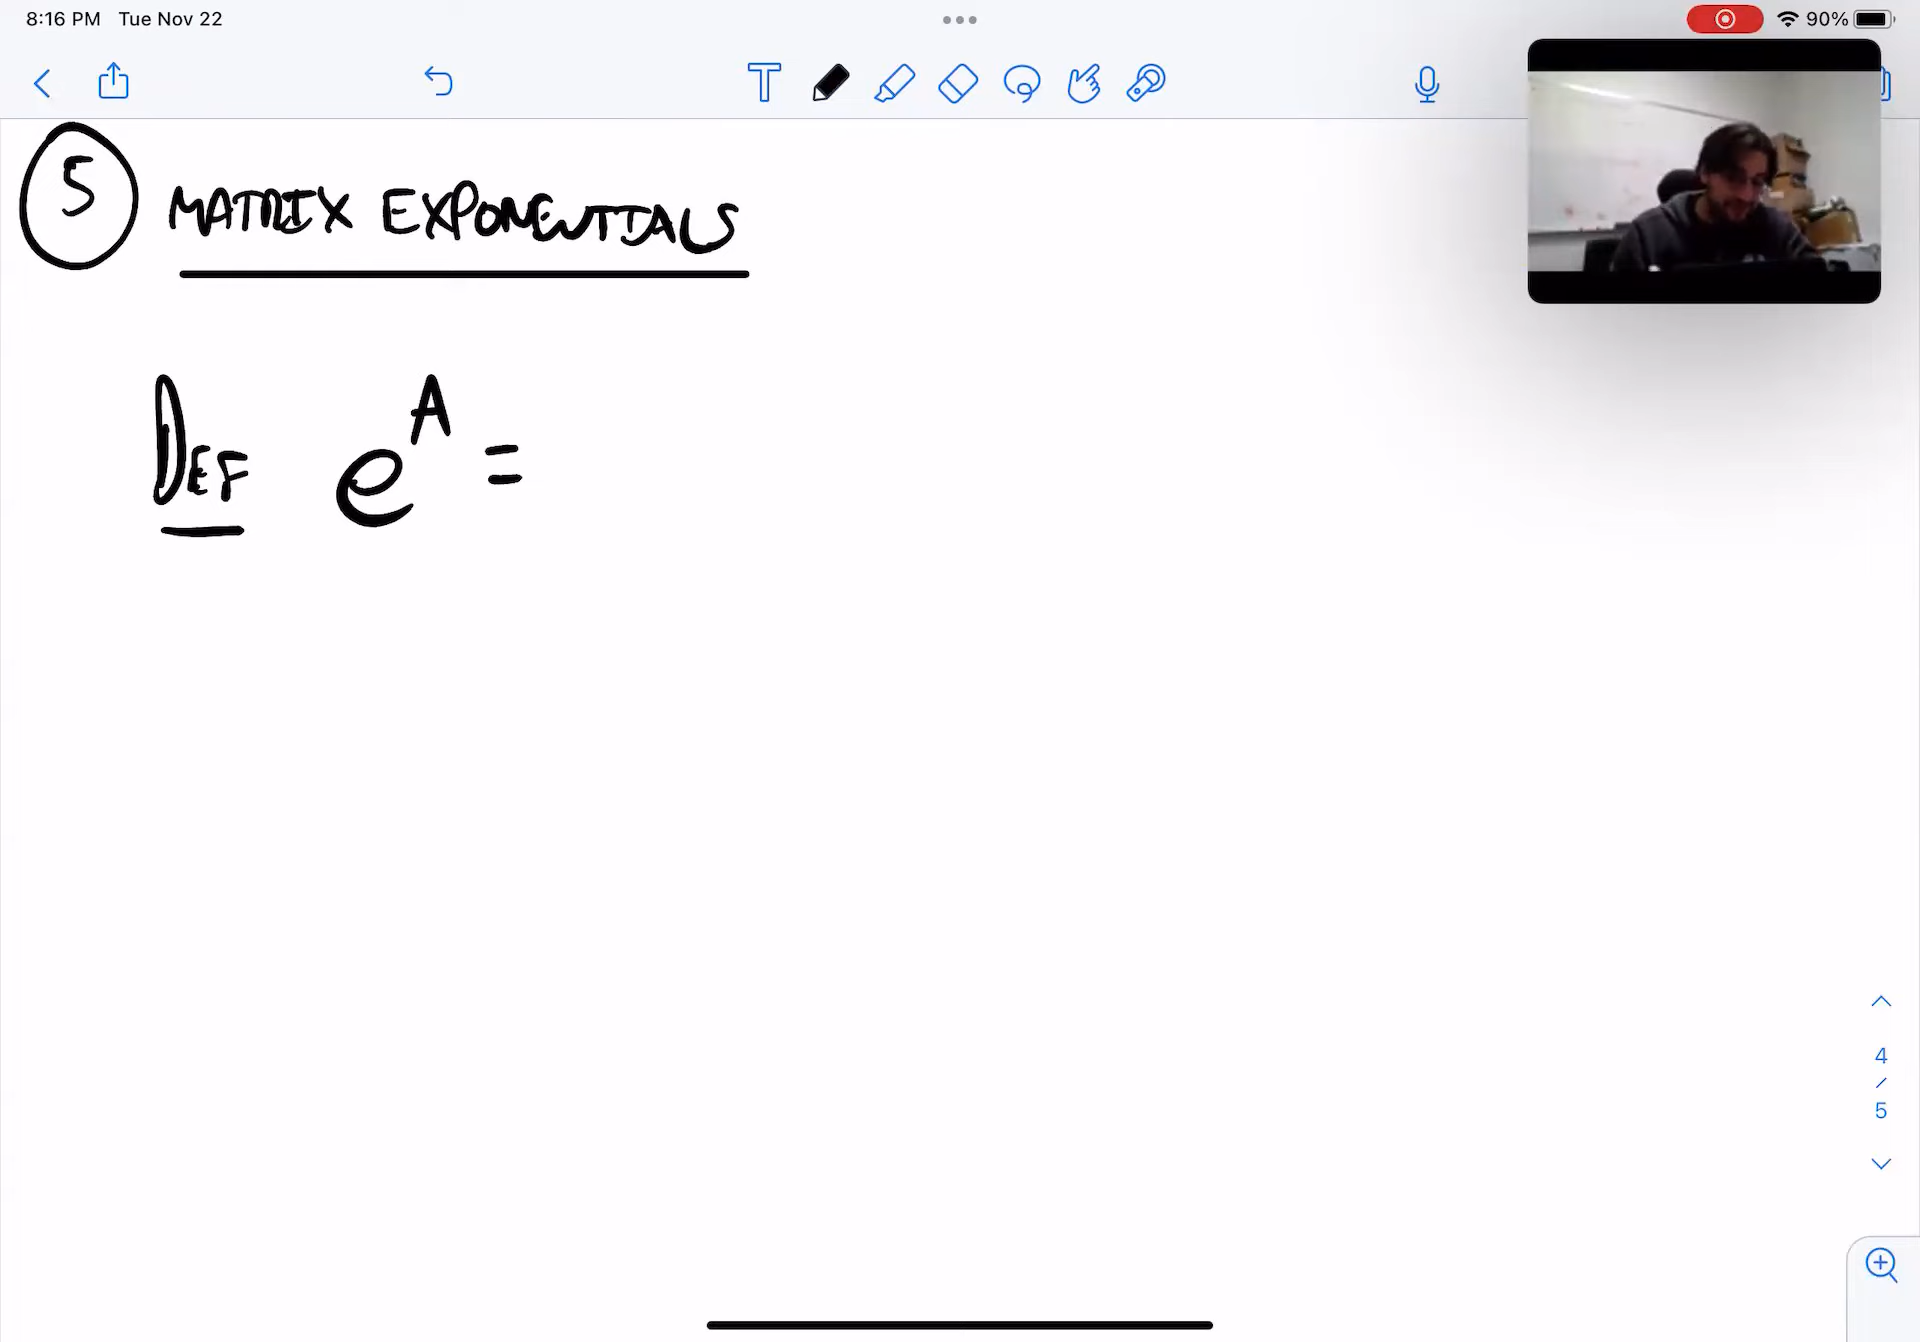 8:16 PM Tue Nov 22
90%
T
5 MATRIX EXPONENTIALS
DEF e^A =
4
/
5